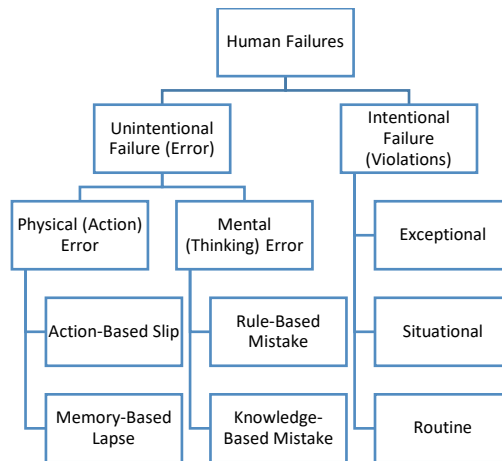 Human Failures
Unintentional
Failure (Error)
Intentional
Failure
(Violations)
Physical (Action)
Error
Mental
(Thinking) Error
Exceptional
Action-Based Slip
Rule-Based
Mistake
Situational
Memory-Based
Lapse
Knowledge-
Based Mistake
Routine